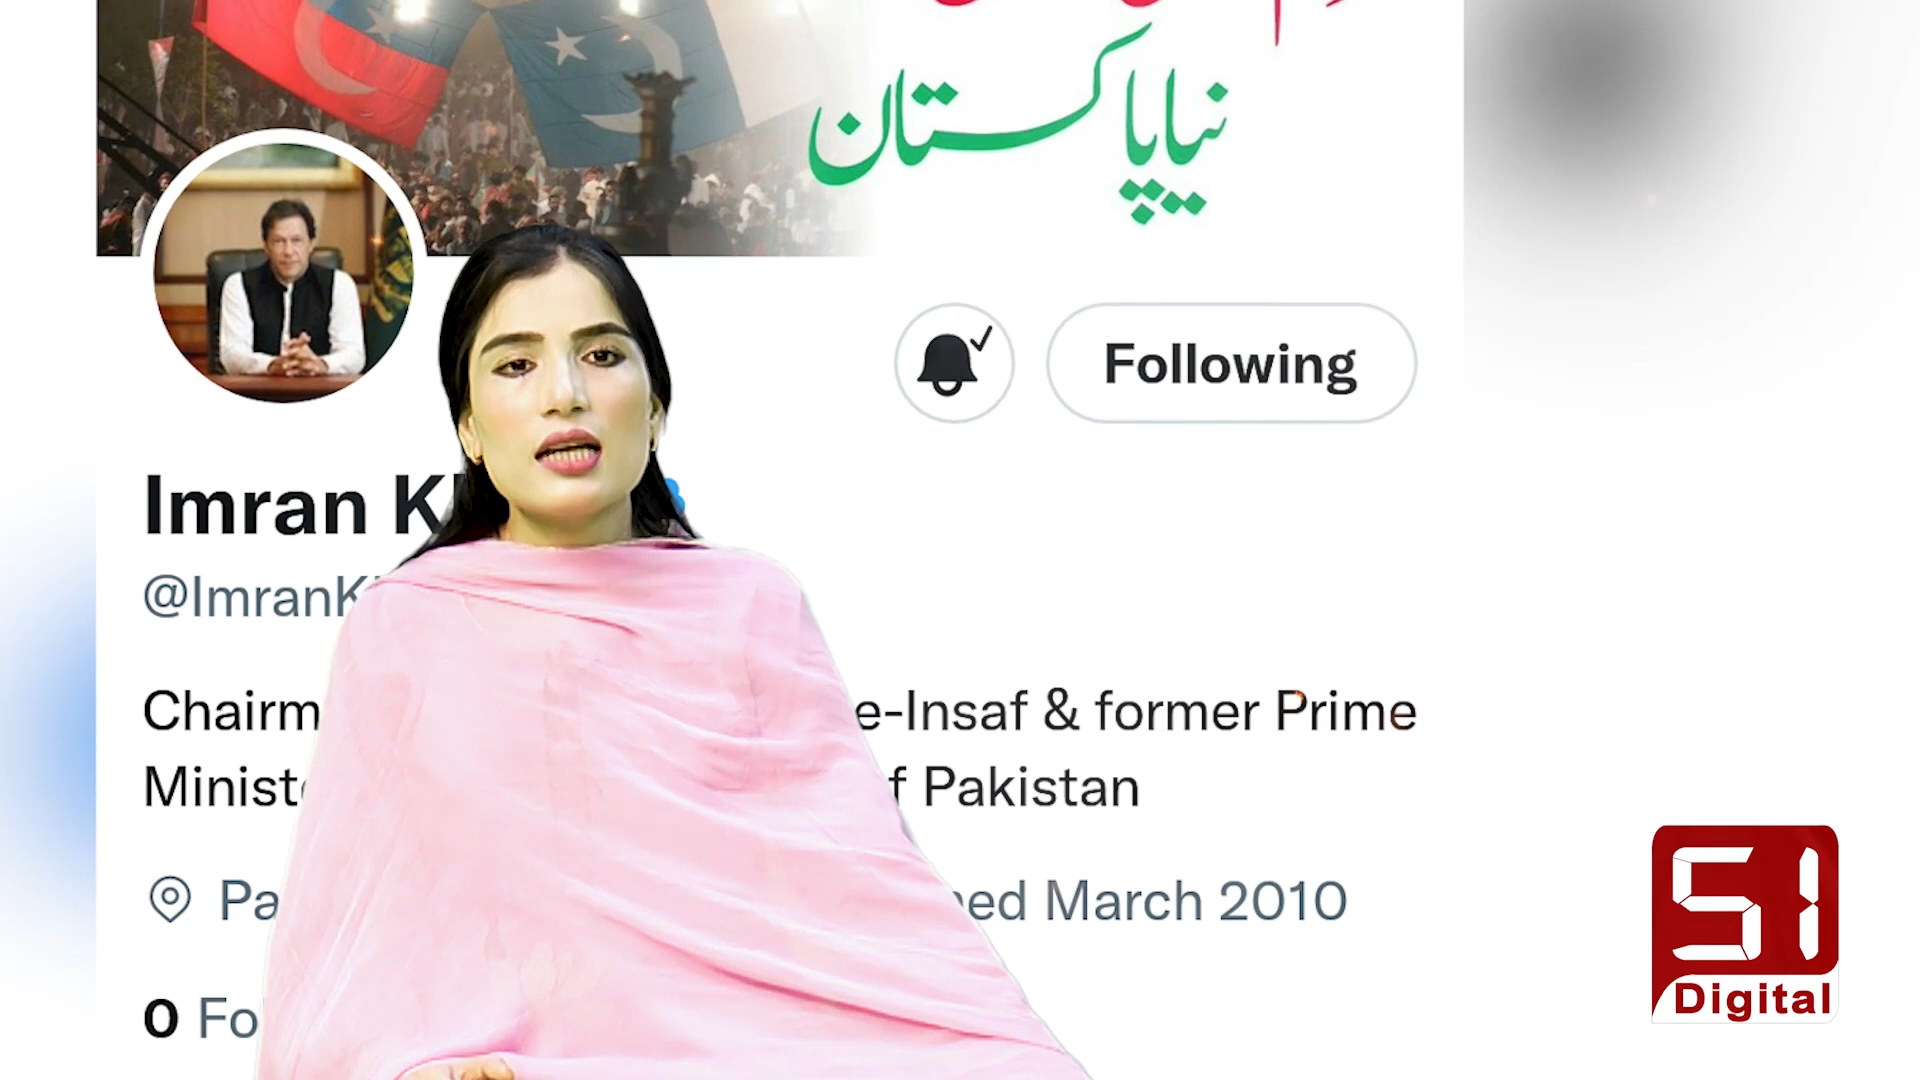 نیا پاکستان
Following
Imran K
@ImranK
Chairm e-Insaf & former Prime
Minist f Pakistan
Pa ed March 2010
0 Fo
51
Digital